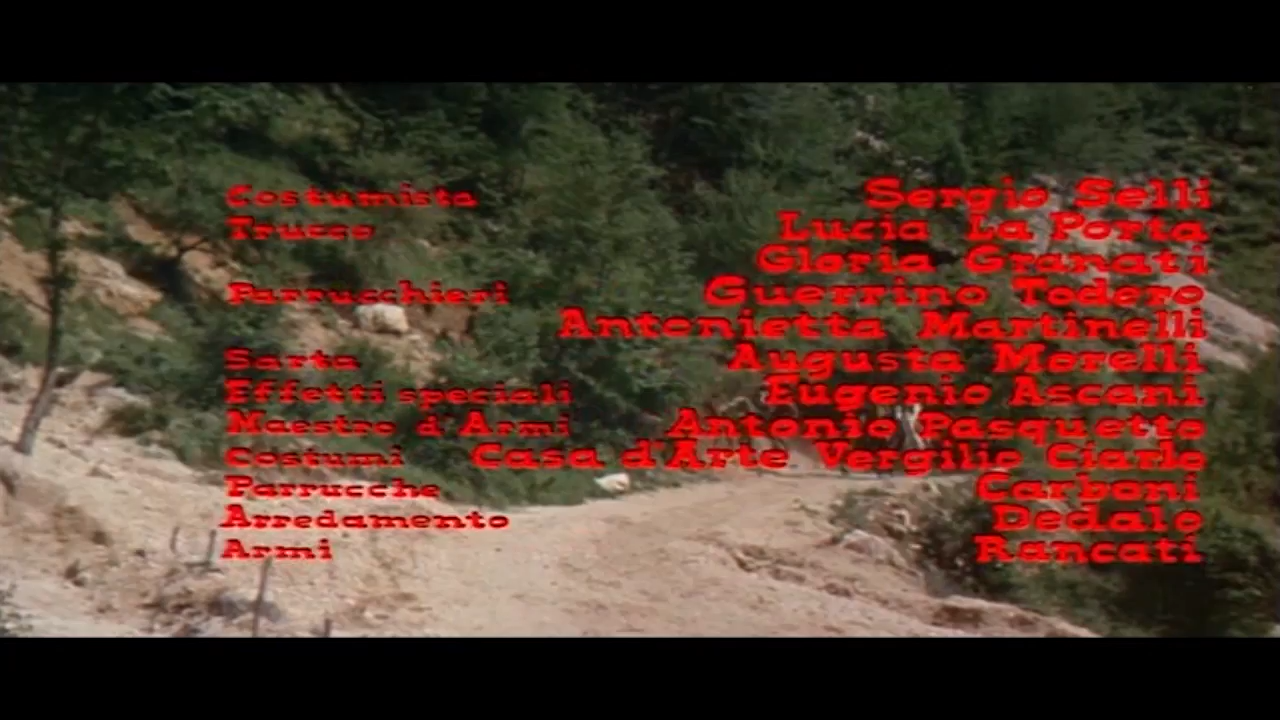 Costumista Sergio Selli
Trucco Lucia La Porta
Gloria Granati
Parrucchieri Guerrino Todero
Antonietta Martinelli
Sarta Augusta Morelli
Effetti speciali Eugenio Ascani
Maestro d'Armi Antonio Pasquetto
Costumi Casa d'Arte Vergilio Ciarlo
Parrucche Carboni
Arredamento Dedalo
Armi Rancati